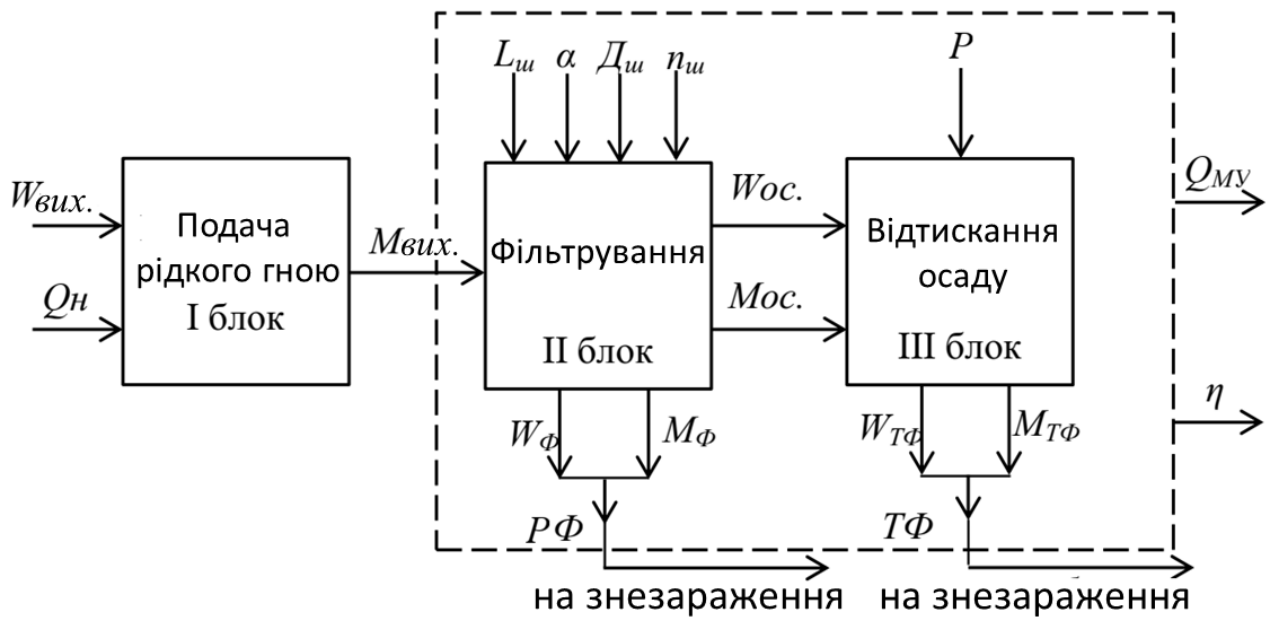 Lш α Дш nш
P
Wвих.
Qн
Подача
рідкого гною
I блок
Mвих.
Фільтрування
II блок
Wос.
Mос.
Відтискання
осаду
III блок
QМУ
η
WФ MФ
WТФ MТФ
РФ
ТФ
на знезараження
на знезараження